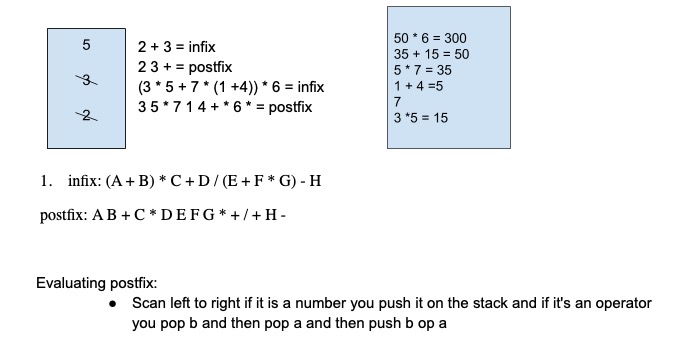 5
3
2
2 + 3 = infix
2 3 + = postfix
(3 * 5 + 7 * (1 +4)) * 6 = infix
3 5 * 7 1 4 + * 6 * = postfix
50 * 6 = 300
35 + 15 = 50
5 * 7 = 35
1 + 4 =5
7
3 *5 = 15
1. infix: (A + B) * C + D / (E + F * G) - H
postfix: A B + C * D E F G * + / + H -
Evaluating postfix:
• Scan left to right if it is a number you push it on the stack and if it's an operator
you pop b and then pop a and then push b op a